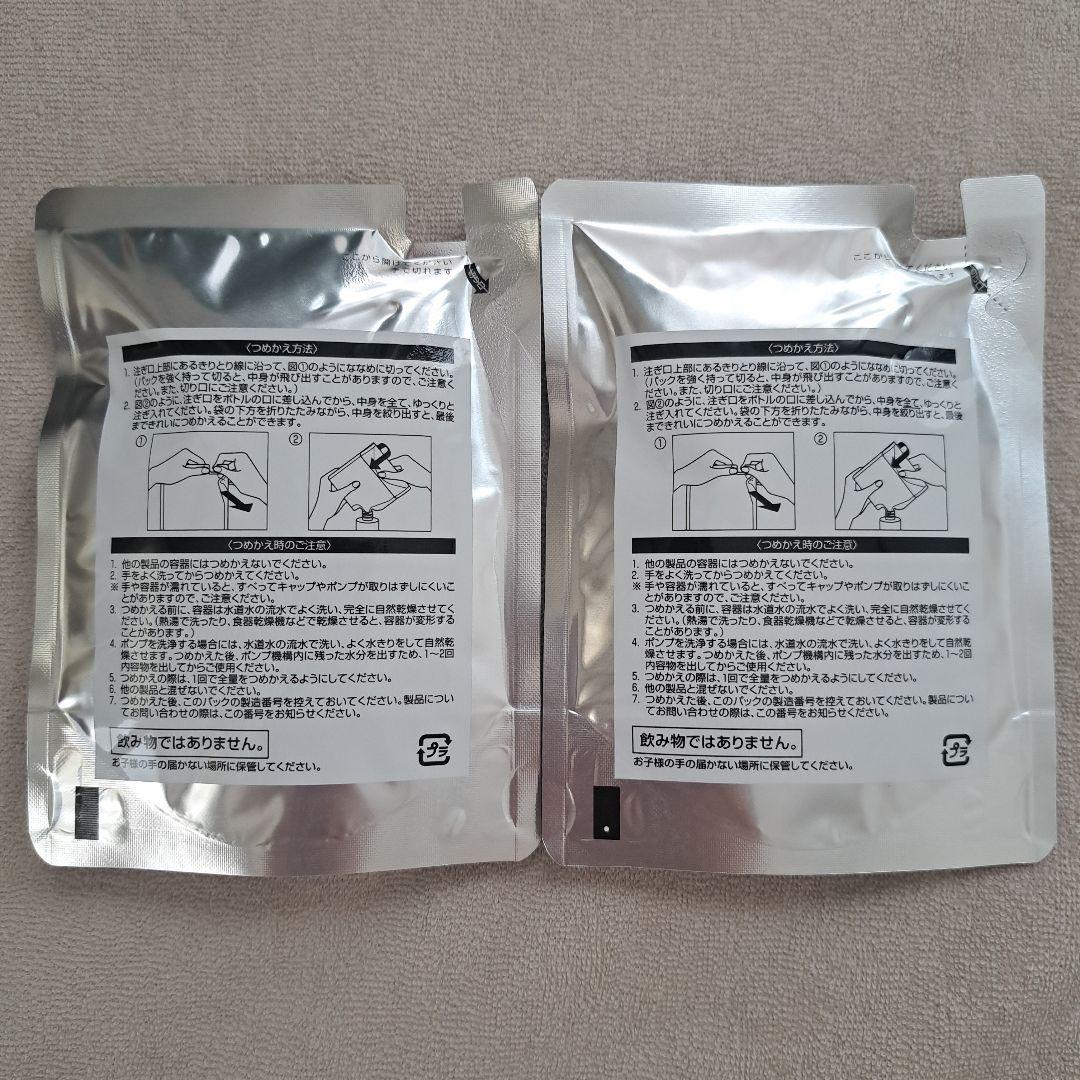 ここから開けてください
手で切れます
〈つめかえ方法〉
1. 注ぎ口上部にあるきりとり線に沿って、図①のようにななめに切ってください。
(パックを強く持って切ると、中身が飛び出すことがありますので、ご注意く
ださい。また、切り口にご注意ください。)
2. 図②のように、注ぎ口をボトルの口に差し込んでから、中身を全て、ゆっくりと
注ぎ入れてください。袋の下方を折りたたみながら、中身を絞り出すと、最後
まできれいにつめかえることができます。
① ②
〈つめかえ時のご注意〉
1. 他の製品の容器にはつめかえないでください。
2. 手をよく洗ってからつめかえてください。
※ 手や容器が濡れていると、すべってキャップやポンプが取りはずしにくいこ
とがありますので、ご注意ください。
3. つめかえる前に、容器は水道水の流水でよく洗い、完全に自然乾燥させてく
ださい。(熱湯で洗ったり、食器乾燥機などで乾燥させると、容器が変形する
ことがあります。)
4. ポンプを洗浄する場合には、水道水の流水で洗い、よく水きりをして自然乾
燥させます。つめかえた後、ポンプ機構内に残った水分を出すため、1〜2回
内容物を出してからご使用ください。
5. つめかえの際は、1回で全量をつめかえるようにしてください。
6. 他の製品と混ぜないでください。
7. つめかえた後、このパックの製造番号を控えておいてください。製品につい
てお問い合わせの際は、この番号をお知らせください。
飲み物ではありません。
プラ
お子様の手の届かない場所に保管してください。
ここから
ください
ます
〈つめかえ方法〉
1. 注ぎ口上部にあるきりとり線に沿って、図①のようにななめに切ってください。
(パックを強く持って切ると、中身が飛び出すことがありますので、ご注意く
ださい。また、切り口にご注意ください。)
2. 図②のように、注ぎ口をボトルの口に差し込んでから、中身を全て、ゆっくりと
注ぎ入れてください。袋の下方を折りたたみながら、中身を絞り出すと、最後
まできれいにつめかえることができます。
① ②
〈つめかえ時のご注意〉
1. 他の製品の容器にはつめかえないでください。
2. 手をよく洗ってからつめかえてください。
※ 手や容器が濡れていると、すべってキャップやポンプが取りはずしにくいこ
とがありますので、ご注意ください。
3. つめかえる前に、容器は水道水の流水でよく洗い、完全に自然乾燥させてく
ださい。(熱湯で洗ったり、食器乾燥機などで乾燥させると、容器が変形する
ことがあります。)
4. ポンプを洗浄する場合には、水道水の流水で洗い、よく水きりをして自然乾
燥させます。つめかえた後、ポンプ機構内に残った水分を出すため、1〜2回
内容物を出してからご使用ください。
5. つめかえの際は、1回で全量をつめかえるようにしてください。
6. 他の製品と混ぜないでください。
7. つめかえた後、このパックの製造番号を控えておいてください。製品につい
てお問い合わせの際は、この番号をお知らせください。
飲み物ではありません。
プラ
お子様の手の届かない場所に保管してください。